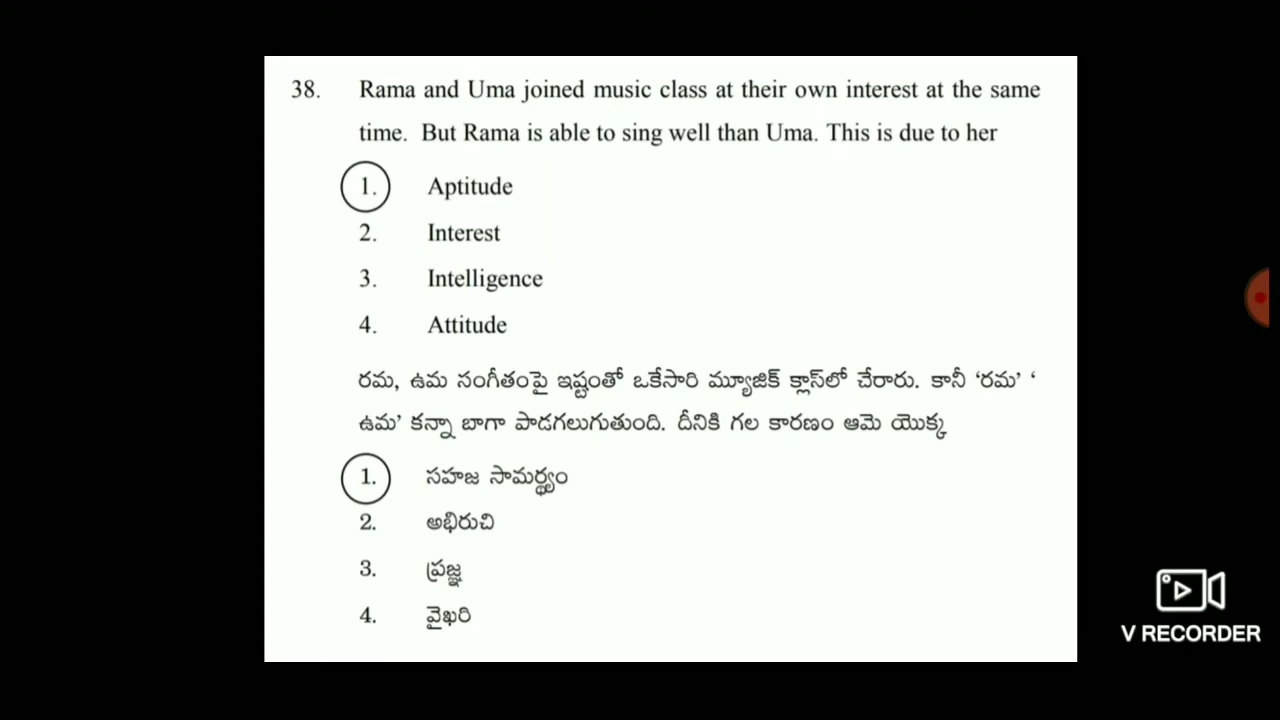 38. Rama and Uma joined music class at their own interest at the same
time. But Rama is able to sing well than Uma. This is due to her
1. Aptitude
2. Interest
3. Intelligence
4. Attitude
రమ, ఉమ సంగీతంపై ఇష్టంతో ఒకేసారి మ్యూజిక్ క్లాస్‌లో చేరారు. కానీ ‘రమ’ ‘
ఉమ’ కన్నా బాగా పాడగలుగుతుంది. దీనికి గల కారణం ఆమె యొక్క
1. సహజ సామర్థ్యం
2. అభిరుచి
3. ప్రజ్ఞ
4. వైఖరి
V RECORDER